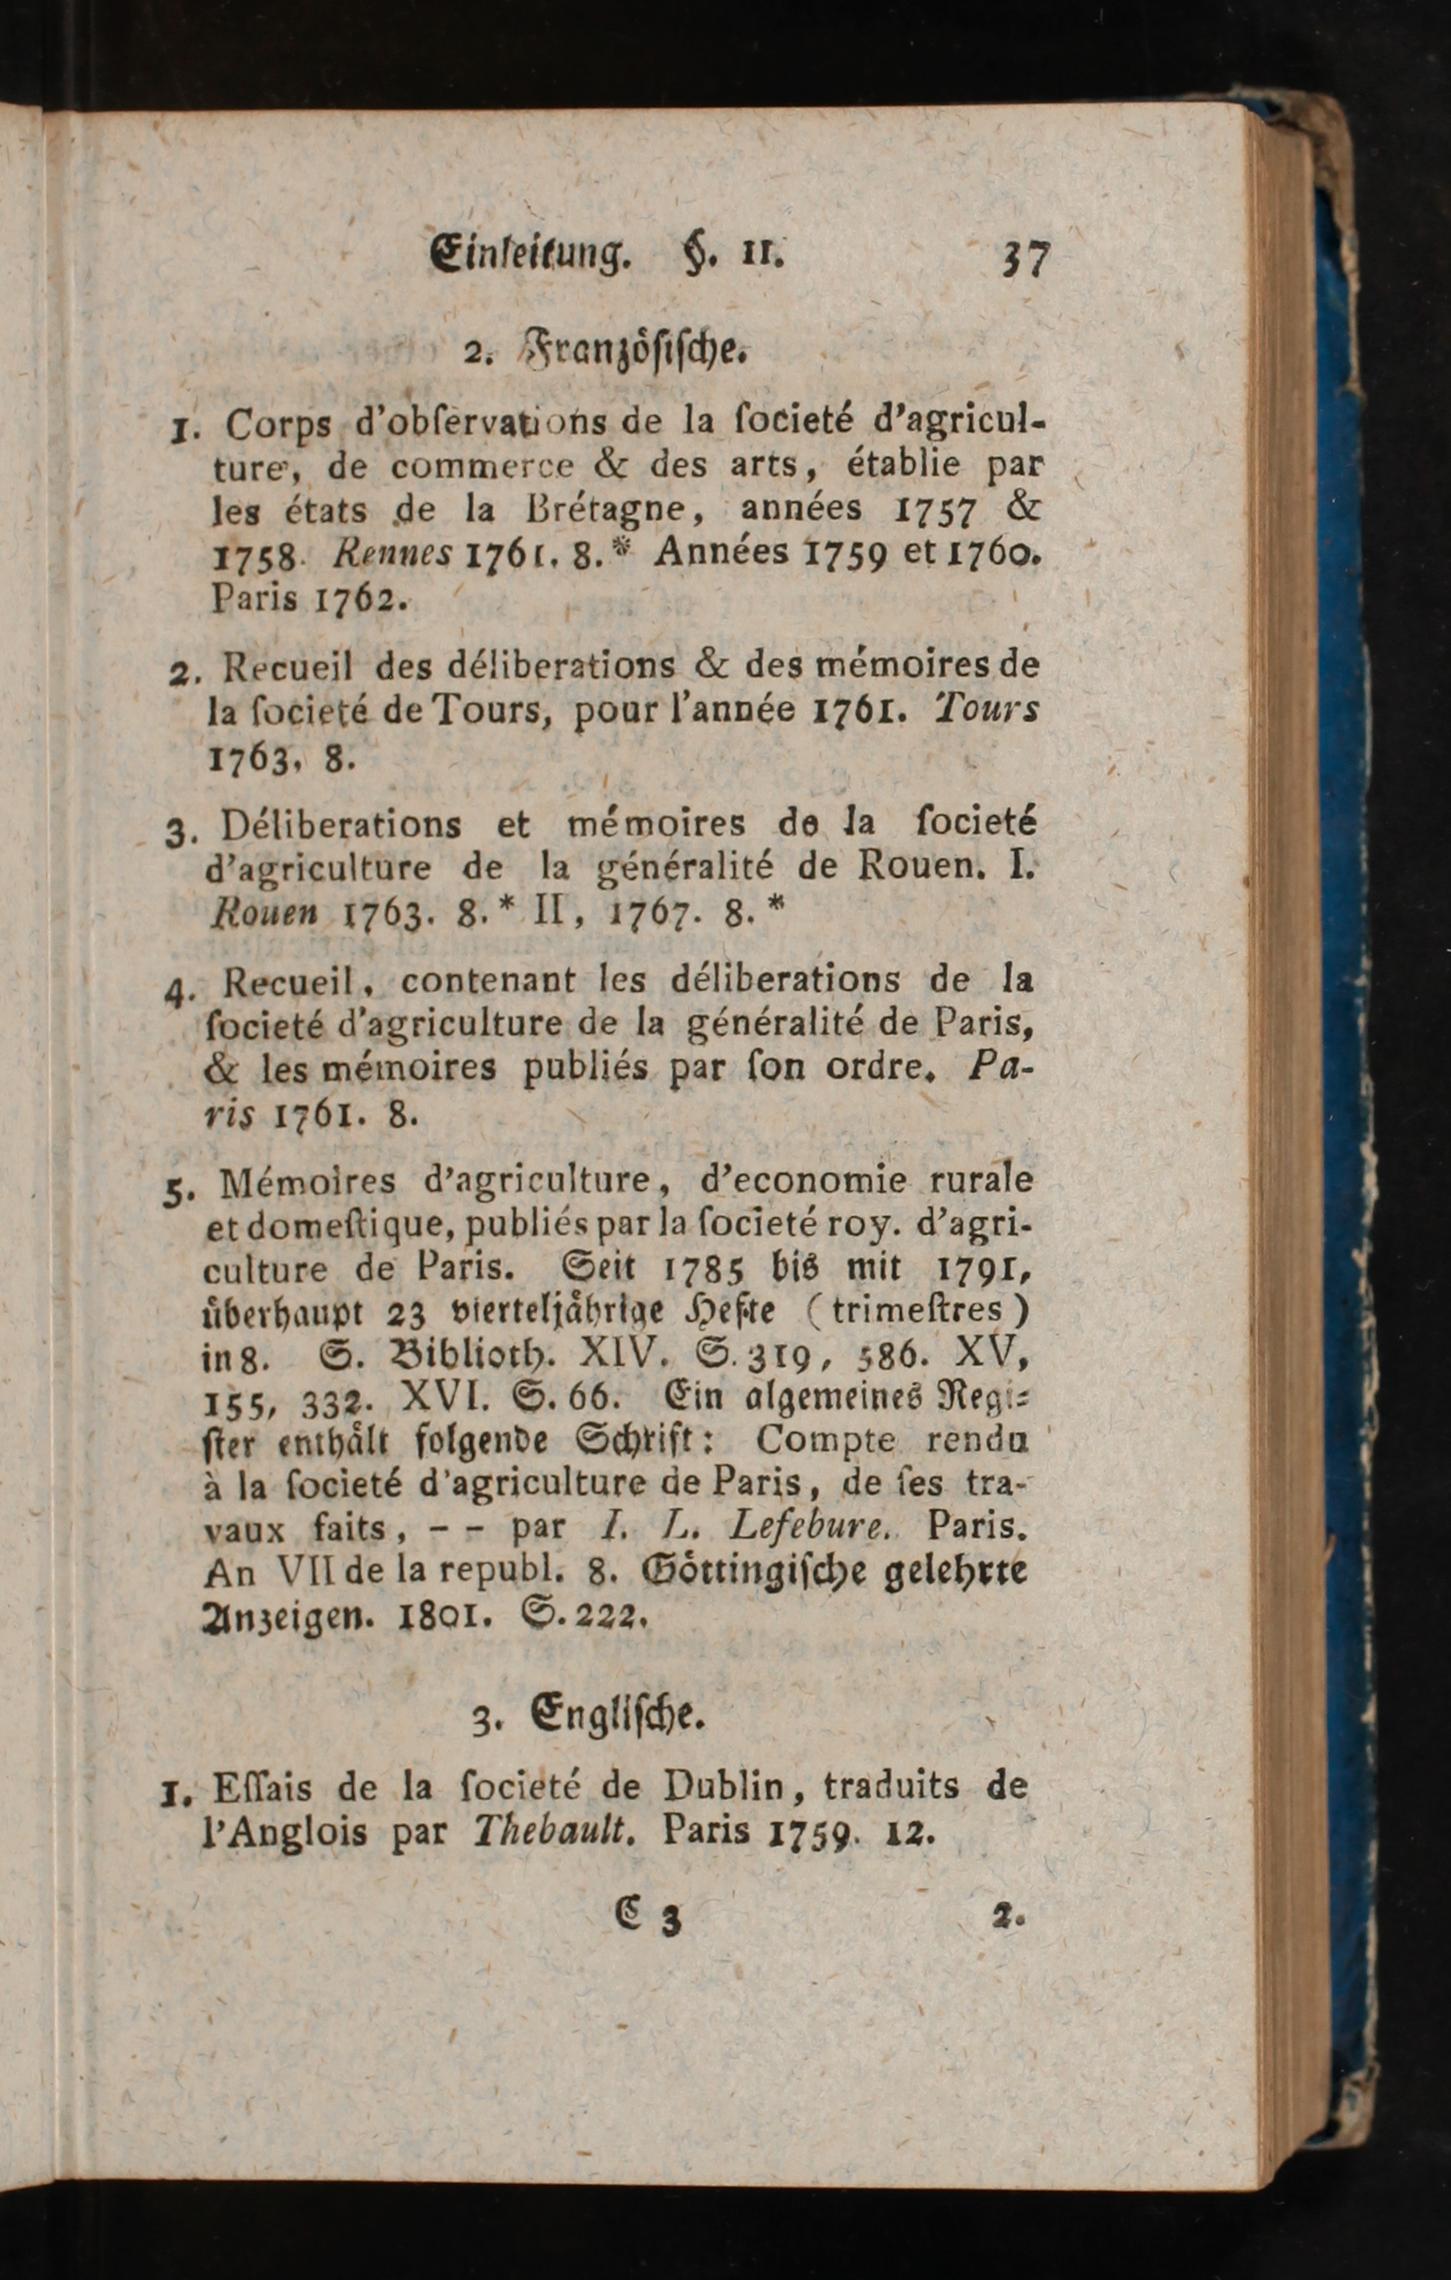 Einleitung. §. 11. 37
2. Französiſche.
1. Corps d'obſervations de la ſocieté d'agricul-
ture, de commerce & des arts, établie par
les états de la Brétagne, années 1757 &
1758. Rennes 1761. 8.* Années 1759 et 1760.
Paris 1762.
2. Recueil des déliberations & des mémoires de
la ſocieté de Tours, pour l'année 1761. Tours
1763, 8.
3. Déliberations et mémoires de la ſocieté
d'agriculture de la généralité de Rouen. I.
Rouen 1763. 8.* II, 1767. 8.*
4. Recueil, contenant les déliberations de la
ſocieté d'agriculture de la généralité de Paris,
& les mémoires publiés par ſon ordre. Pa-
ris 1761. 8.
5. Mémoires d'agriculture, d'economie rurale
et domeſtique, publiés par la ſocieté roy. d'agri-
culture de Paris. Seit 1785 bis mit 1791,
überhaupt 23 vierteljährige Hefte (trimeſtres)
in 8. S. Biblioth. XIV. S. 319, 586. XV,
155, 332. XVI. S. 66. Ein algemeines Regi-
ſter enthält folgende Schrift: Compte rendu
à la ſocieté d'agriculture de Paris, de ſes tra-
vaux faits, - - par I. L. Lefebure. Paris.
An VII de la republ. 8. Göttingiſche gelehrte
Anzeigen. 1801. S. 222.
3. Engliſche.
1. Eſſais de la ſocieté de Dublin, traduits de
l'Anglois par Thebault. Paris 1759. 12.
C 3 2.